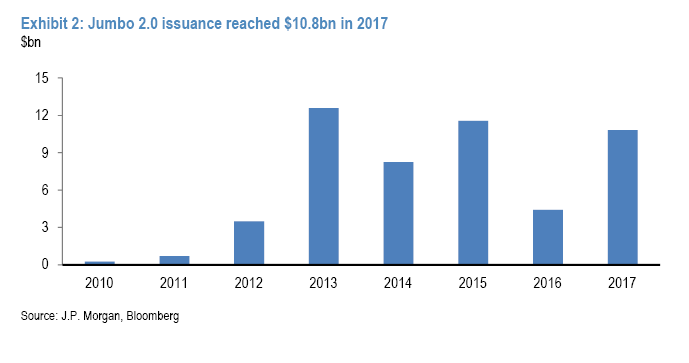 Exhibit 2: Jumbo 2.0 issuance reached $10.8bn in 2017
$bn
15
12
9
6
3
0
2010 2011 2012 2013 2014 2015 2016 2017
Source: J.P. Morgan, Bloomberg